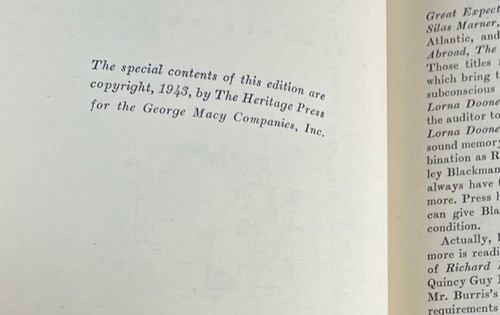 The special contents of this edition are
copyright, 1943, by The Heritage Press
for the George Macy Companies, Inc.
Great Expect
Silas Marner,
Atlantic, and
Abroad, The
Those titles
which bring t
subconscious
Lorna Doone
the auditor to
Lorna Doone
sound memory
bination as R
ley Blackman
always have t
more. Press h
can give Bla
condition.
Actually, b
more is readi
of Richard
Quincy Guy
Mr. Burris's
requirements